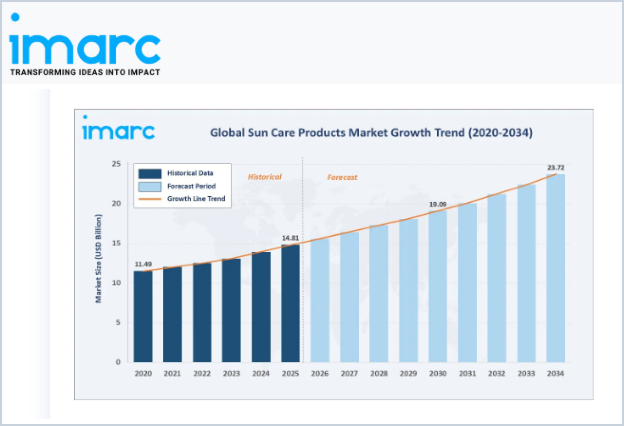 imarc
TRANSFORMING IDEAS INTO IMPACT
imarc
Global Sun Care Products Market Growth Trend (2020-2034)
Historical Data
Forecast Period
Growth Line Trend
Historical
Forecast
Market Size (USD Billion)
25
20
15
10
5
0
11.49
14.81
19.09
23.72
2020 2021 2022 2023 2024 2025 2026 2027 2028 2029 2030 2031 2032 2033 2034